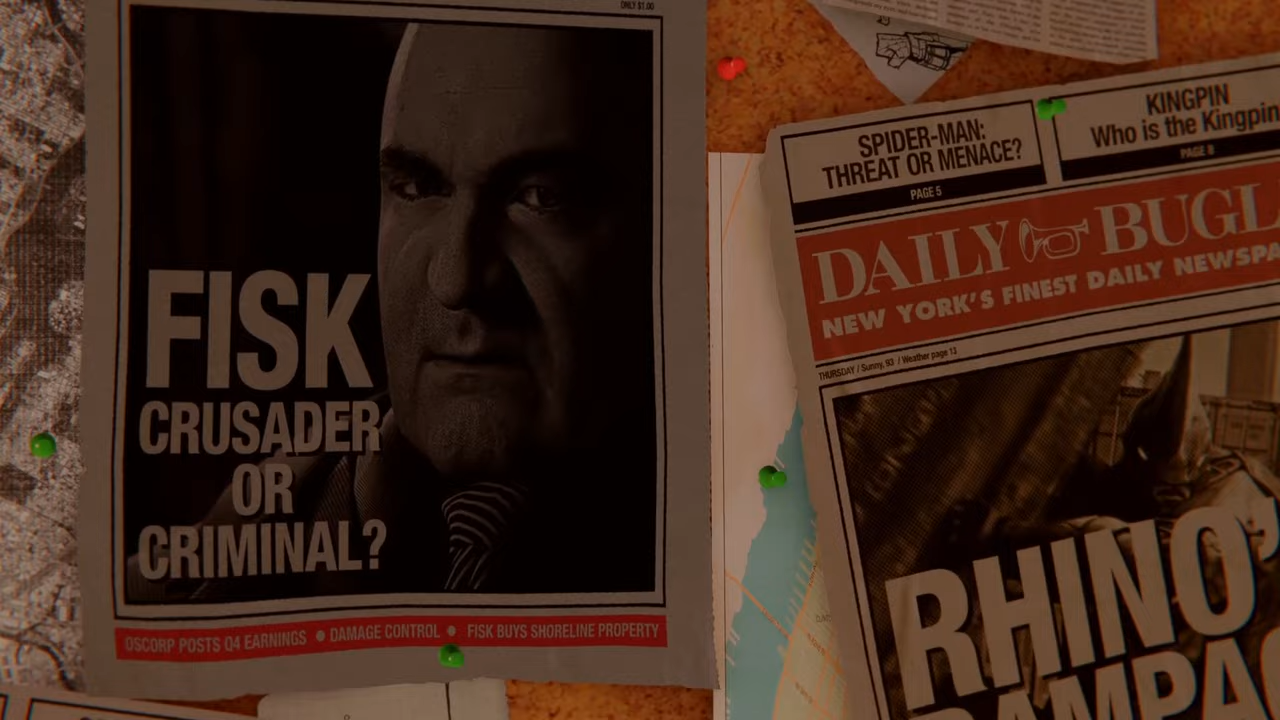 ONLY $1.00
FISK
CRUSADER
OR
CRIMINAL?
OSCORP POSTS Q4 EARNINGS ● DAMAGE CONTROL ● FISK BUYS SHORELINE PROPERTY
SPIDER-MAN:
THREAT OR MENACE?
PAGE 5
KINGPIN
Who is the Kingpin
PAGE 8
DAILY BUGL
NEW YORK'S FINEST DAILY NEWSPA
THURSDAY / Sunny, 93 / Weather page 13
RHINO'
RAMPAG